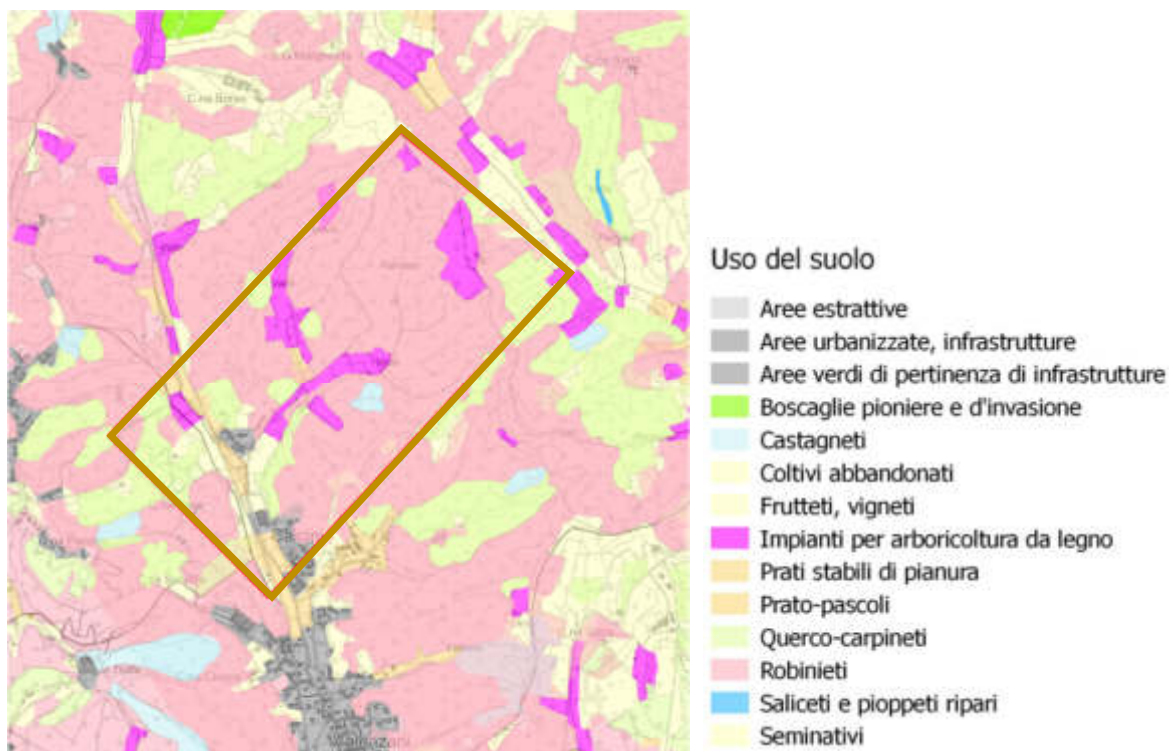 Uso del suolo
Aree estrattive
Aree urbanizzate, infrastrutture
Aree verdi di pertinenza di infrastrutture
Boscaglie pioniere e d'invasione
Castagneti
Coltivi abbandonati
Frutteti, vigneti
Impianti per arboricoltura da legno
Prati stabili di pianura
Prato-pascoli
Querco-carpineti
Robinieti
Saliceti e pioppeti ripari
Seminativi